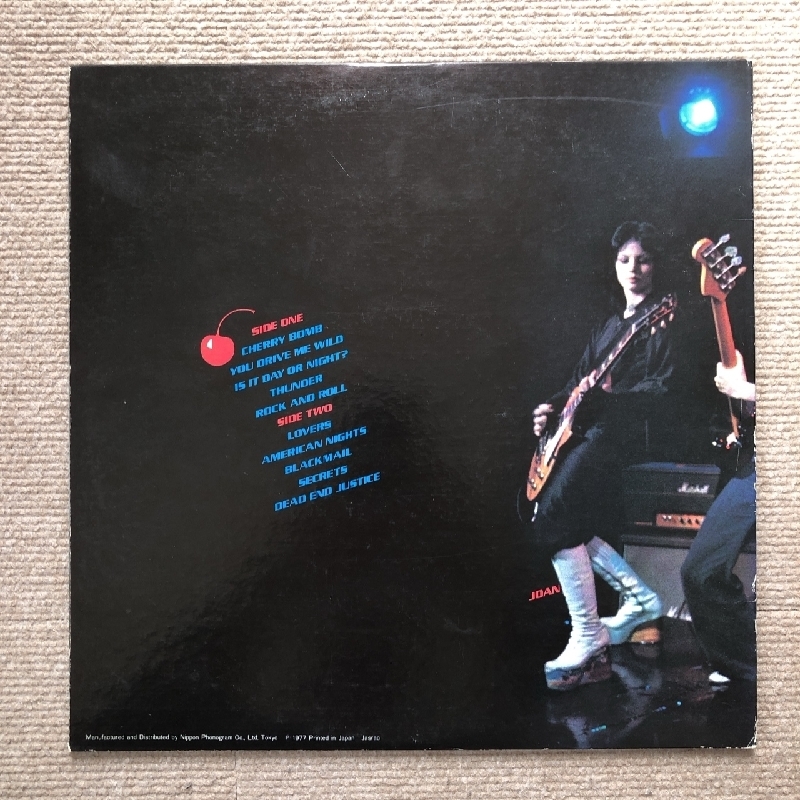 SIDE ONE
CHERRY BOMB
YOU DRIVE ME WILD
IS IT DAY OR NIGHT?
THUNDER
ROCK AND ROLL
SIDE TWO
LOVERS
AMERICAN NIGHTS
BLACKMAIL
SECRETS
DEAD END JUSTICE
Marshall
JOAN
Manufactured and Distributed by Nippon Phonogram Co., Ltd. Tokyo ℗ 1977 Printed in Japan Jasrac